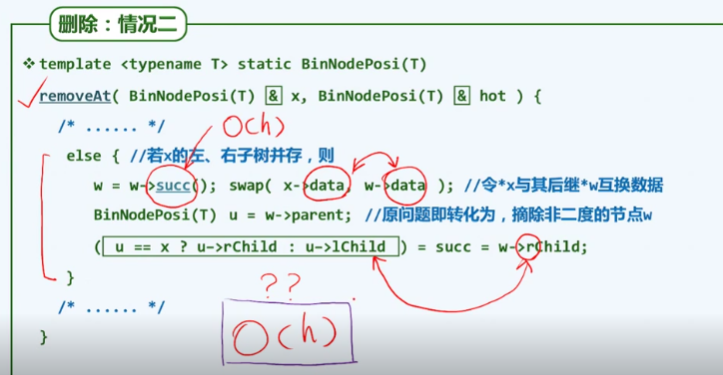 删除：情况二
❖ template <typename T> static BinNodePosi(T)
removeAt( BinNodePosi(T) & x, BinNodePosi(T) & hot ) {
/* ...... */
O(h)
else { //若x的左、右子树并存，则
w = w->succ(); swap( x->data, w->data ); //令*x与其后继*w互换数据
BinNodePosi(T) u = w->parent; //原问题即转化为，摘除非二度的节点w
( u == x ? u->rChild : u->lChild ) = succ = w->rChild;
}
??
/* ...... */
O(h)
}